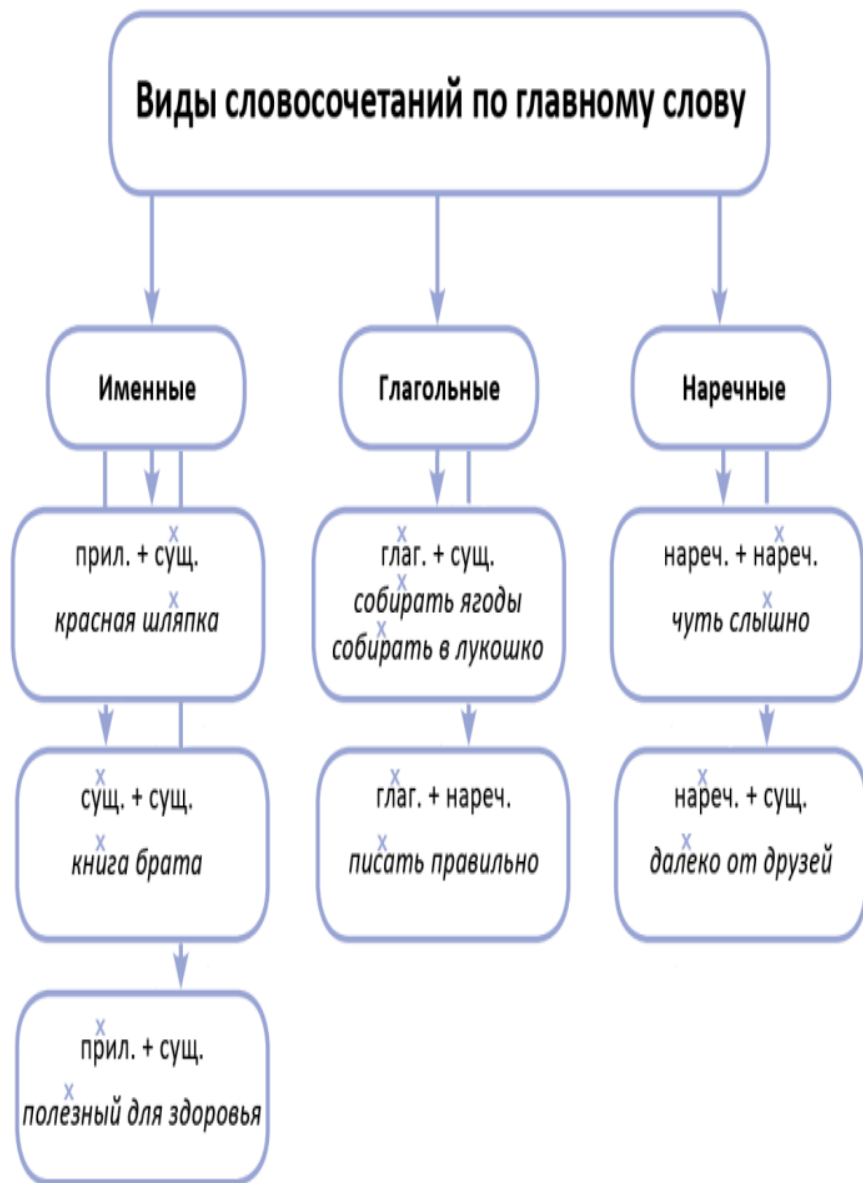 Виды словосочетаний по главному слову
Именные
Глагольные
Наречные
х
прил. + сущ.
х
красная шляпка
х
глаг. + сущ.
х
собирать ягоды
х
собирать в лукошко
х
нареч. + нареч.
х
чуть слышно
х
сущ. + сущ.
х
книга брата
х
глаг. + нареч.
х
писать правильно
х
нареч. + сущ.
х
далеко от друзей
х
прил. + сущ.
х
полезный для здоровья